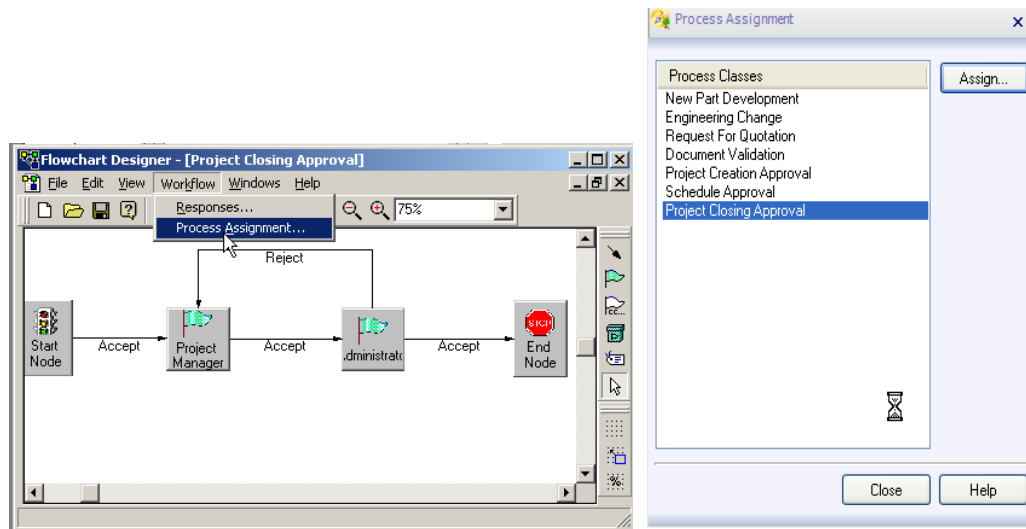 Flowchart Designer - [Project Closing Approval]
File Edit View Workflow Windows Help
75%
Responses...
Process Assignment...
Reject
Start
Node
Accept
Project
Manager
Accept
.dministrato
Accept
STOP
End
Node
CC...
%
Process Assignment
Process Classes
New Part Development
Engineering Change
Request For Quotation
Document Validation
Project Creation Approval
Schedule Approval
Project Closing Approval
Assign...
Close
Help